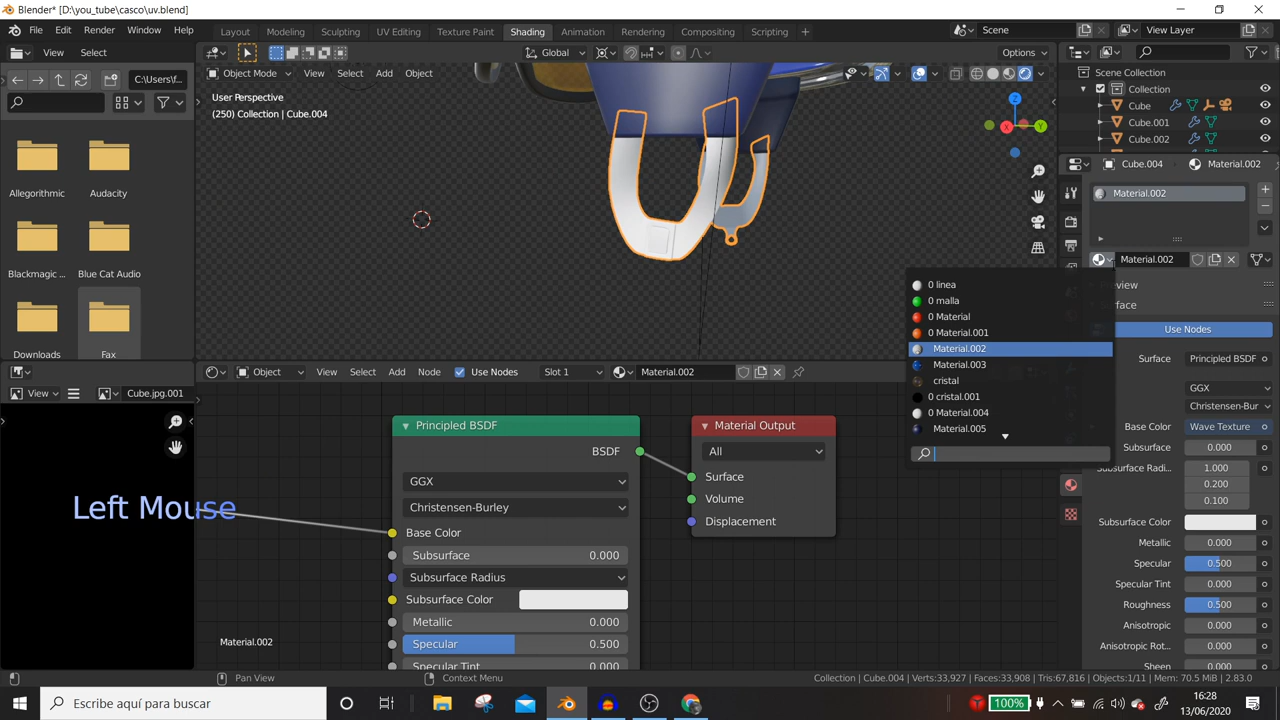 Blender* [D:\you_tube\casco\uv.blend]
File Edit Render Window Help
Layout Modeling Sculpting UV Editing Texture Paint Shading Animation Rendering Compositing Scripting +
Scene
View Layer
View Select
Global
Options
C:\Users\f...
Object Mode View Select Add Object
User Perspective
(250) Collection | Cube.004
Z
X
Y
Scene Collection
Collection
Cube
Cube.001
Cube.002
Allegorithmic
Audacity
Blackmagic ...
Blue Cat Audio
Downloads
Fax
Cube.004
Material.002
Material.002
Material.002
Preview
Surface
Use Nodes
0 linea
0 malla
0 Material
0 Material.001
Material.002
Material.003
cristal
0 cristal.001
0 Material.004
Material.005
Surface
Principled BSDF
GGX
Christensen-Bur
Base Color
Wave Texture
Subsurface
0.000
Subsurface Radi...
1.000
0.200
0.100
Subsurface Color
Metallic
0.000
Specular
0.500
Specular Tint
0.000
Roughness
0.500
Anisotropic
0.000
Anisotropic Rot...
0.000
Sheen
0.000
View
Cube.jpg.001
Object View Select Add Node Use Nodes Slot 1 Material.002
Left Mouse
Principled BSDF
BSDF
GGX
Christensen-Burley
Base Color
Subsurface 0.000
Subsurface Radius
Subsurface Color
Metallic 0.000
Specular 0.500
Specular Tint 0.000
Material Output
All
Surface
Volume
Displacement
Material.002
Pan View
Context Menu
Collection | Cube.004 | Verts:33,927 | Faces:33,908 | Tris:67,816 | Objects:1/11 | Mem: 70.5 MiB | 2.83.0
Escribe aquí para buscar
100%
16:28
13/06/2020